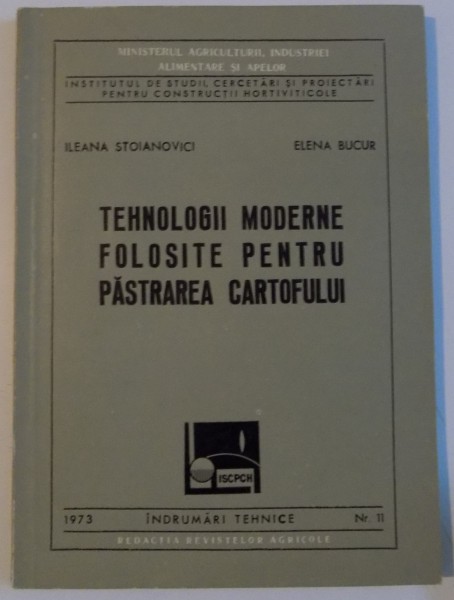 MINISTERUL AGRICULTURII, INDUSTRIEI
ALIMENTARE ȘI APELOR
INSTITUTUL DE STUDII, CERCETĂRI ȘI PROIECTĂRI
PENTRU CONSTRUCȚII HORTIVITICOLE
ILEANA STOIANOVICI ELENA BUCUR
TEHNOLOGII MODERNE
FOLOSITE PENTRU
PĂSTRAREA CARTOFULUI
ISCPCH
1973 ÎNDRUMĂRI TEHNICE Nr. 11
REDACȚIA REVISTELOR AGRICOLE